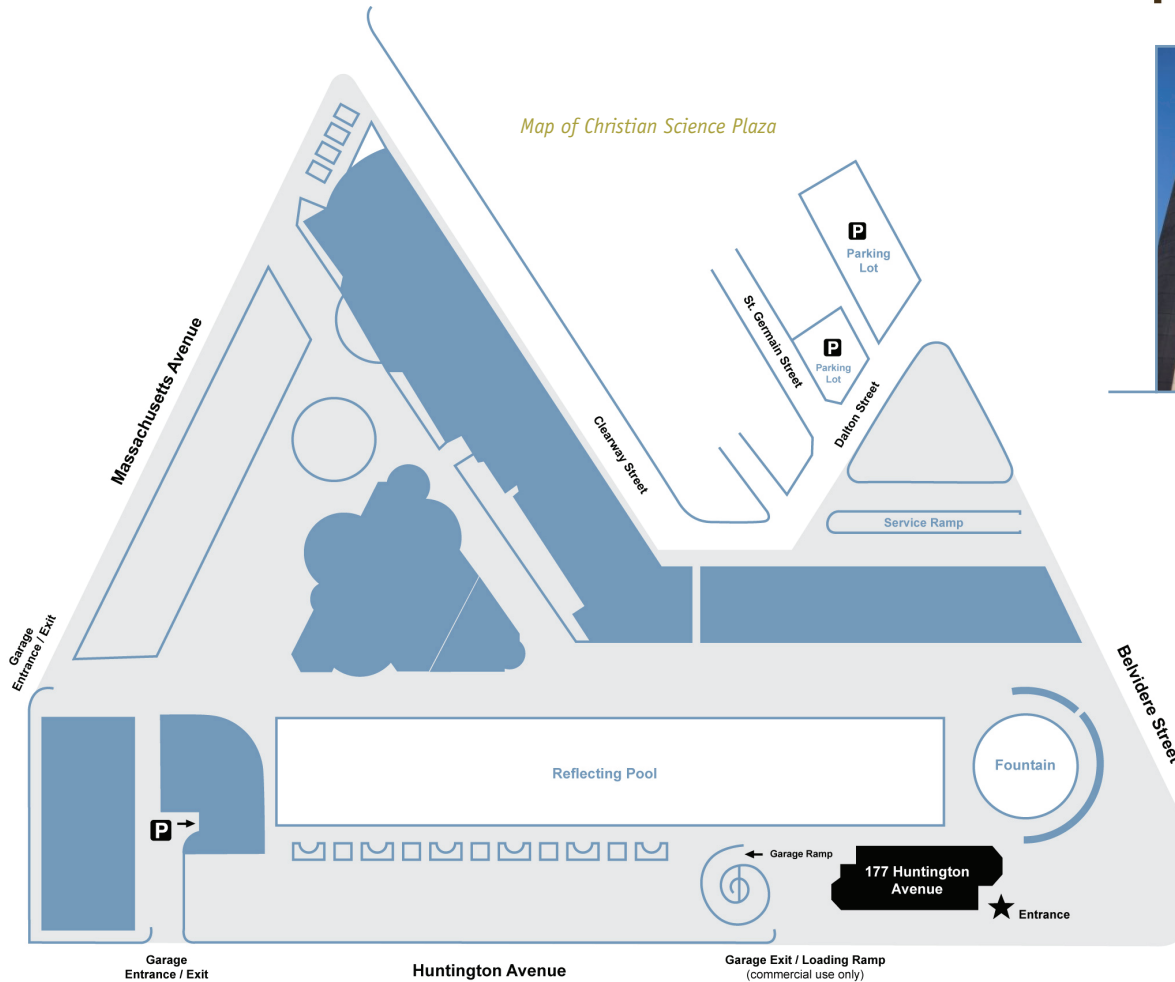 Map of Christian Science Plaza
P
Parking
Lot
St. Germain Street
P
Parking
Lot
Massachusetts Avenue
Dalton Street
Clearway Street
Service Ramp
Garage
Entrance / Exit
Belvidere Street
Reflecting Pool
Fountain
P
Garage Ramp
177 Huntington
Avenue
Entrance
Garage
Entrance / Exit
Huntington Avenue
Garage Exit / Loading Ramp
(commercial use only)